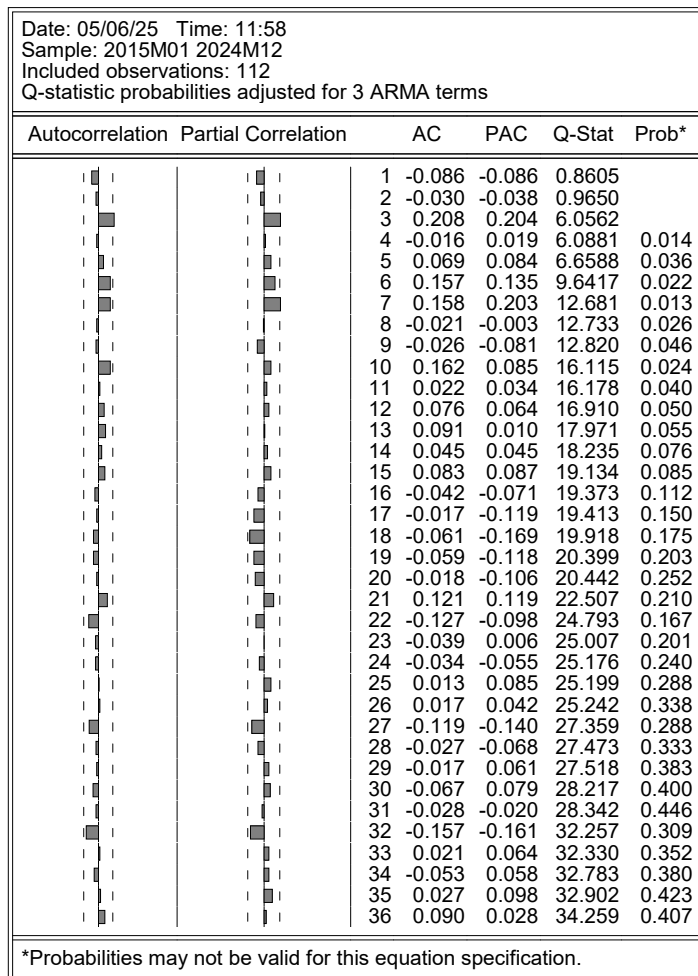 Date: 05/06/25 Time: 11:58
Sample: 2015M01 2024M12
Included observations: 112
Q-statistic probabilities adjusted for 3 ARMA terms
Autocorrelation Partial Correlation AC PAC Q-Stat Prob*
1 -0.086 -0.086 0.8605
2 -0.030 -0.038 0.9650
3 0.208 0.204 6.0562
4 -0.016 0.019 6.0881 0.014
5 0.069 0.084 6.6588 0.036
6 0.157 0.135 9.6417 0.022
7 0.158 0.203 12.681 0.013
8 -0.021 -0.003 12.733 0.026
9 -0.026 -0.081 12.820 0.046
10 0.162 0.085 16.115 0.024
11 0.022 0.034 16.178 0.040
12 0.076 0.064 16.910 0.050
13 0.091 0.010 17.971 0.055
14 0.045 0.045 18.235 0.076
15 0.083 0.087 19.134 0.085
16 -0.042 -0.071 19.373 0.112
17 -0.017 -0.119 19.413 0.150
18 -0.061 -0.169 19.918 0.175
19 -0.059 -0.118 20.399 0.203
20 -0.018 -0.106 20.442 0.252
21 0.121 0.119 22.507 0.210
22 -0.127 -0.098 24.793 0.167
23 -0.039 0.006 25.007 0.201
24 -0.034 -0.055 25.176 0.240
25 0.013 0.085 25.199 0.288
26 0.017 0.042 25.242 0.338
27 -0.119 -0.140 27.359 0.288
28 -0.027 -0.068 27.473 0.333
29 -0.017 0.061 27.518 0.383
30 -0.067 0.079 28.217 0.400
31 -0.028 -0.020 28.342 0.446
32 -0.157 -0.161 32.257 0.309
33 0.021 0.064 32.330 0.352
34 -0.053 0.058 32.783 0.380
35 0.027 0.098 32.902 0.423
36 0.090 0.028 34.259 0.407
*Probabilities may not be valid for this equation specification.